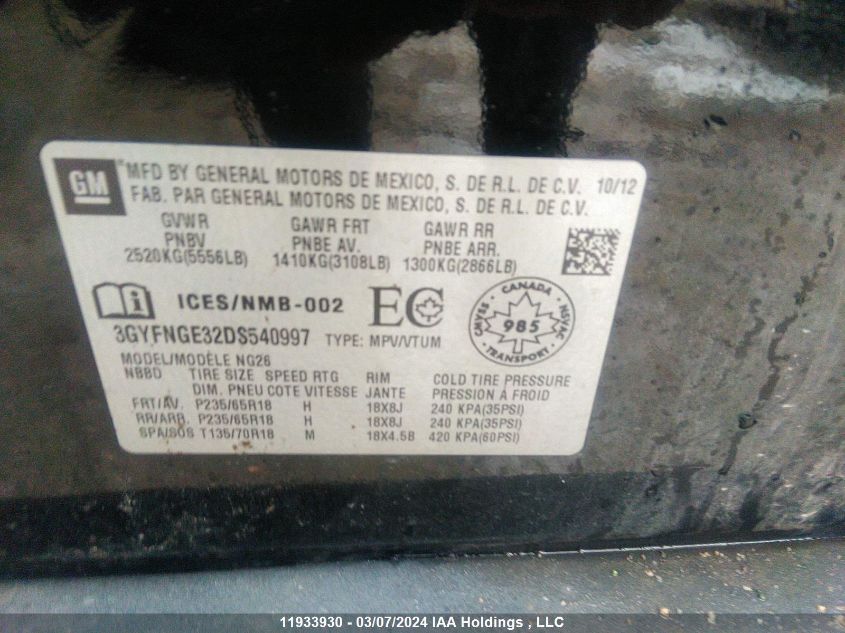 GM
*MFD BY GENERAL MOTORS DE MEXICO, S. DE R.L. DE C.V. 10/12
FAB. PAR GENERAL MOTORS DE MEXICO, S. DE R.L. DE C.V.
GVWR GAWR FRT GAWR RR
PNBV PNBE AV. PNBE ARR.
2520KG(5556LB) 1410KG(3108LB) 1300KG(2866LB)
i ICES/NMB-002 EC
CANADA
CMVSS 985 NSVAC
TRANSPORT
3GYFNGE32DS540997 TYPE: MPV/VTUM
MODEL/MODÈLE NG26
NBBD TIRE SIZE SPEED RTG RIM COLD TIRE PRESSURE
DIM. PNEU COTE VITESSE JANTE PRESSION À FROID
FRT/AV. P235/65R18 H 18X8J 240 KPA(35PSI)
RR/ARR. P235/65R18 H 18X8J 240 KPA(35PSI)
SPA/SOS T135/70R18 M 18X4.5B 420 KPA(60PSI)
11933930 - 03/07/2024 IAA Holdings , LLC